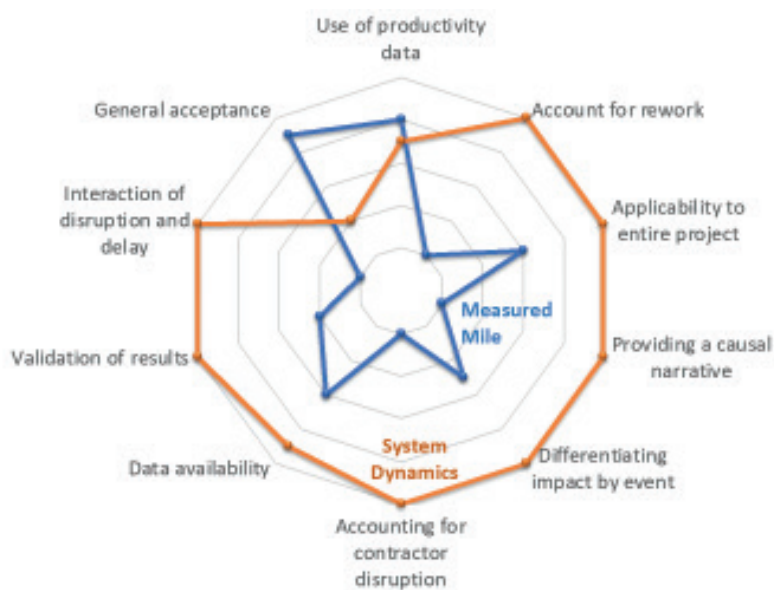 Use of productivity
data
General acceptance
Account for rework
Interaction of
disruption and
delay
Applicability to
entire project
Measured
Mile
Validation of results
Providing a causal
narrative
System
Dynamics
Data availability
Differentiating
impact by event
Accounting for
contractor
disruption